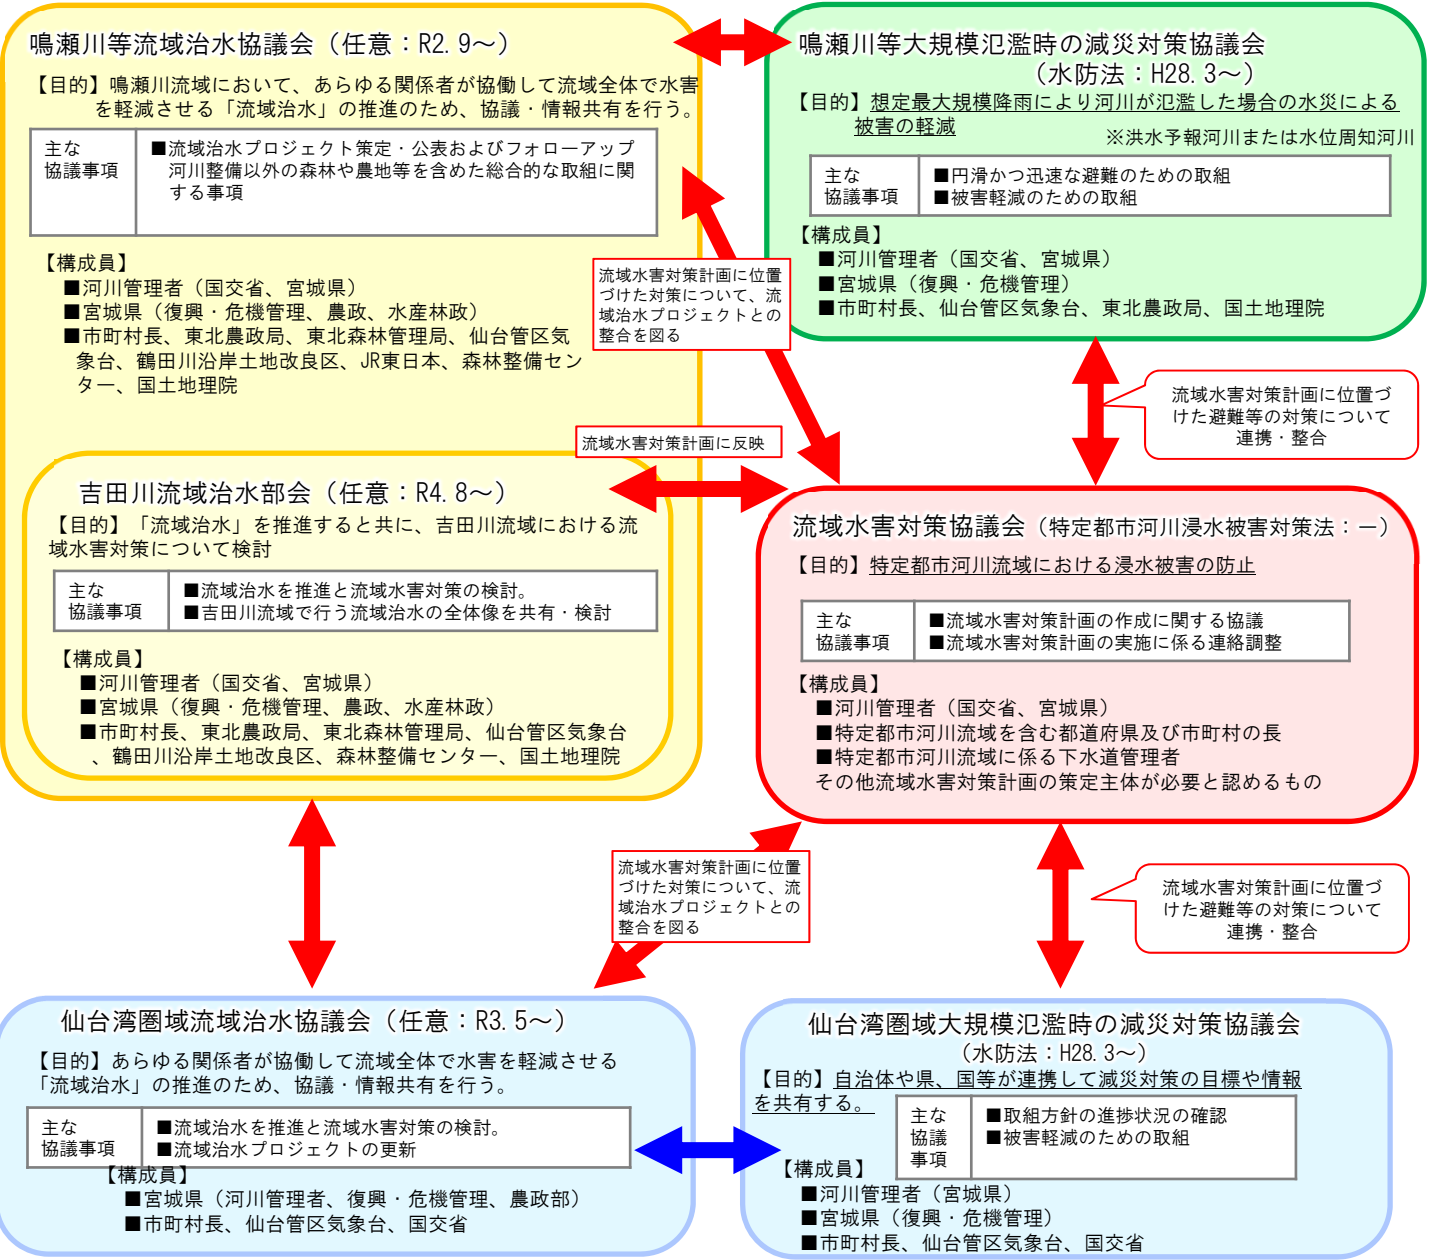 鳴瀬川等流域治水協議会（任意：R2.9～）
【目的】鳴瀬川流域において、あらゆる関係者が協働して流域全体で水害
を軽減させる「流域治水」の推進のため、協議・情報共有を行う。
主な
協議事項
■流域治水プロジェクト策定・公表およびフォローアップ
河川整備以外の森林や農地等を含めた総合的な取組に関
する事項
【構成員】
■河川管理者（国交省、宮城県）
■宮城県（復興・危機管理、農政、水産林政）
■市町村長、東北農政局、東北森林管理局、仙台管区気
象台、鶴田川沿岸土地改良区、JR東日本、森林整備セン
ター、国土地理院
鳴瀬川等大規模氾濫時の減災対策協議会
（水防法：H28.3～）
【目的】想定最大規模降雨により河川が氾濫した場合の水災による
被害の軽減
※洪水予報河川または水位周知河川
主な
協議事項
■円滑かつ迅速な避難のための取組
■被害軽減のための取組
【構成員】
■河川管理者（国交省、宮城県）
■宮城県（復興・危機管理）
■市町村長、仙台管区気象台、東北農政局、国土地理院
流域水害対策計画に位置
づけた対策について、流
域治水プロジェクトとの
整合を図る
流域水害対策計画に位置づ
けた避難等の対策について
連携・整合
流域水害対策計画に反映
吉田川流域治水部会（任意：R4.8～）
【目的】「流域治水」を推進すると共に、吉田川流域における流
域水害対策について検討
主な
協議事項
■流域治水を推進と流域水害対策の検討。
■吉田川流域で行う流域治水の全体像を共有・検討
【構成員】
■河川管理者（国交省、宮城県）
■宮城県（復興・危機管理、農政、水産林政）
■市町村長、東北農政局、東北森林管理局、仙台管区気象台
、鶴田川沿岸土地改良区、森林整備センター、国土地理院
流域水害対策協議会（特定都市河川浸水被害対策法：ー）
【目的】特定都市河川流域における浸水被害の防止
主な
協議事項
■流域水害対策計画の作成に関する協議
■流域水害対策計画の実施に係る連絡調整
【構成員】
■河川管理者（国交省、宮城県）
■特定都市河川流域を含む都道府県及び市町村の長
■特定都市河川流域に係る下水道管理者
その他流域水害対策計画の策定主体が必要と認めるもの
流域水害対策計画に位置
づけた対策について、流
域治水プロジェクトとの
整合を図る
流域水害対策計画に位置づ
けた避難等の対策について
連携・整合
仙台湾圏域流域治水協議会（任意：R3.5～）
【目的】あらゆる関係者が協働して流域全体で水害を軽減させる
「流域治水」の推進のため、協議・情報共有を行う。
主な
協議事項
■流域治水を推進と流域水害対策の検討。
■流域治水プロジェクトの更新
【構成員】
■宮城県（河川管理者、復興・危機管理、農政部）
■市町村長、仙台管区気象台、国交省
仙台湾圏域大規模氾濫時の減災対策協議会
（水防法：H28.3～）
【目的】自治体や県、国等が連携して減災対策の目標や情報
を共有する。
主な
協議
事項
■取組方針の進捗状況の確認
■被害軽減のための取組
【構成員】
■河川管理者（宮城県）
■宮城県（復興・危機管理）
■市町村長、仙台管区気象台、国交省